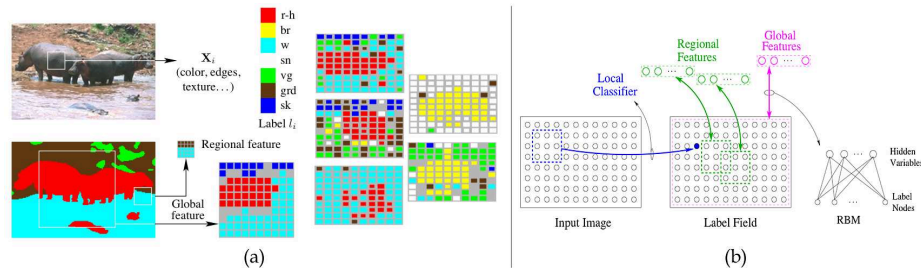 X_i
(color, edges,
texture...)
r-h
br
w
sn
vg
grd
sk
Label l_i
Regional feature
Global
feature
(a)
Regional
Features
Global
Features
Local
Classifier
Input Image
Label Field
Hidden
Variables
Label
Nodes
RBM
(b)